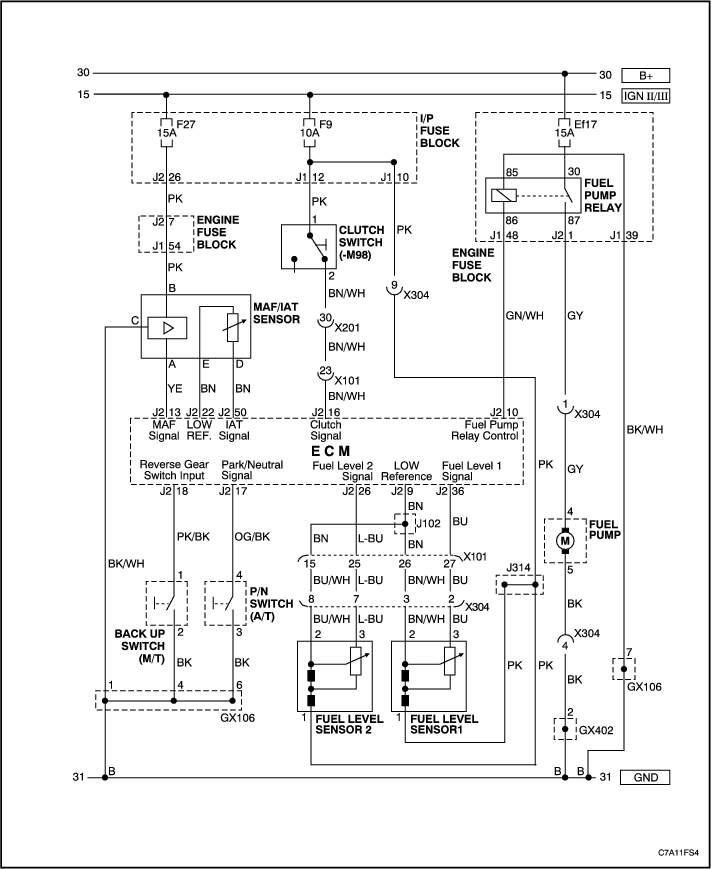 30 30 B+
15 15 IGN II/III
F27 15A
F9 10A
I/P FUSE BLOCK
Ef17 15A
J2 26
J1 12
J1 10
85 30
FUEL PUMP RELAY
86 87
J1 48
J2 1
J1 39
PK
PK
PK
J2 7
ENGINE FUSE BLOCK
J1 54
1
CLUTCH SWITCH (-M98)
2
ENGINE FUSE BLOCK
PK
BN/WH
9 X304
B
MAF/IAT SENSOR
C
A E D
30 X201
BN/WH
GN/WH
GY
23 X101
YE BN BN
BN/WH
1 X304
J2 13
J2 22
J2 50
J2 16
J2 10
MAF Signal
LOW REF.
IAT Signal
Clutch Signal
Fuel Pump Relay Control
ECM
BK/WH
Reverse Gear Switch Input
Park/Neutral Signal
Fuel Level 2 Signal
LOW Reference
Fuel Level 1 Signal
PK
GY
J2 18
J2 17
J2 26
J2 9
J2 36
BN
4
FUEL PUMP
M
5
PK/BK
OG/BK
BN
L-BU
J102
BN
BU
X101
BK/WH
15 25 26 27
J314
1
4
P/N SWITCH (A/T)
BU/WH L-BU BN/WH BU
BK
8 7 3 2
X304
BU/WH L-BU BN/WH BU
X304
4
BACK UP SWITCH (M/T)
2
3
2 3 2 3
7
GX106
BK
BK
PK
PK
BK
1 4 6
GX106
1
FUEL LEVEL SENSOR 2
1
FUEL LEVEL SENSOR1
2
GX402
31 B B B 31 GND
C7A11FS4